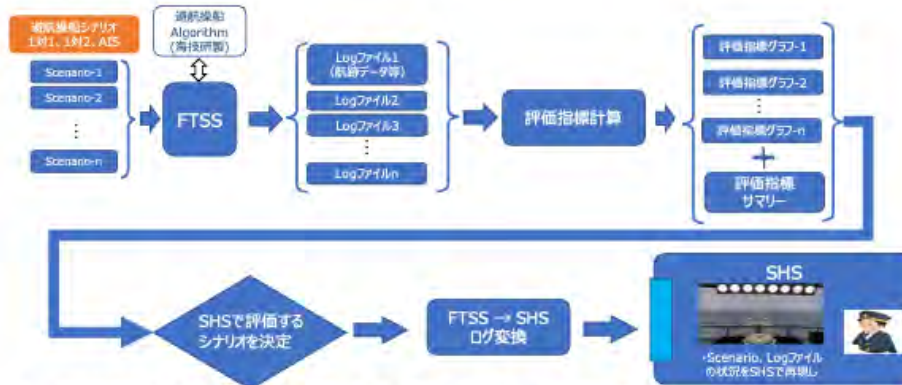 避航操船シナリオ
1対1、1対2、AIS
Scenario-1
Scenario-2
⋮
Scenario-n
避航操船
Algorithm
(海技研製)
FTSS
Logファイル1
(航跡データ等)
Logファイル2
Logファイル3
⋮
Logファイルn
評価指標計算
評価指標グラフ-1
評価指標グラフ-2
⋮
評価指標グラフ-n
+
評価指標
サマリー
SHSで評価する
シナリオを決定
FTSS → SHS
ログ変換
SHS
・Scenario、Logファイル
の状況をSHSで再現し